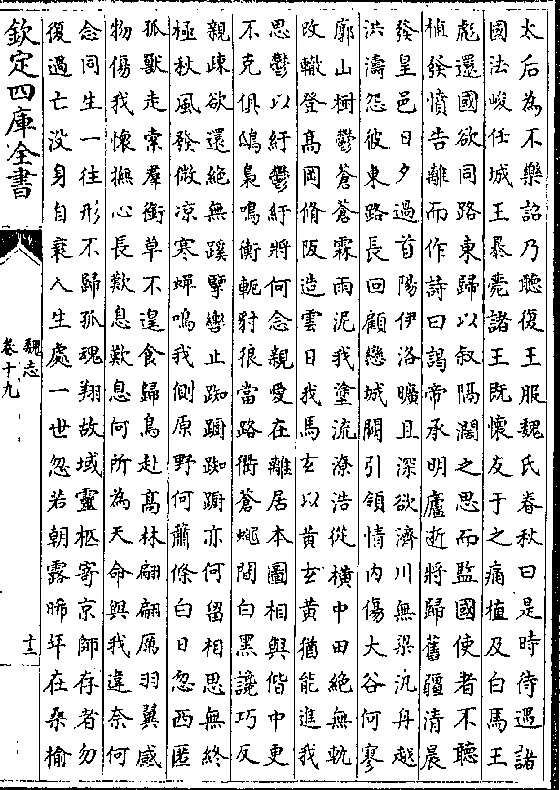 太后為不樂詔乃聽復王服魏氏春秋曰是時待遇諸
國法峻任城王暴薨諸王既懷友于之痛植及白馬王
彪還國欲同路東歸以叙隔濶之思而監國使者不聽
植發憤告離而作詩曰謁帝承明廬逝將歸舊疆清晨
發皇邑日夕過首陽伊洛曠且深欲濟川無梁汎舟越
洪濤怨彼東路長回顧戀城闕引領情内傷大谷何寥
廓山樹鬱蒼蒼霖雨泥我塗流潦浩從横中田絶無軌
改轍登髙岡脩阪造雲日我馬𤣥以黄𤣥黄猶能進我
思鬱以紆鬱紆將何念親愛在離居本圖相與偕中更
不克俱鴟梟鳴衡軛豺狼當路衢蒼蠅間白黒讒巧反
親疎欲還絶無蹊擥轡止踟蹰踟蹰亦何留相思無終
極秋風發微凉寒蟬鳴我側原野何蕭條白日忽西匿
孤獸走索羣銜草不遑食歸鳥赴髙林翩翩厲羽翼感
物傷我懷撫心長歎息歎息何所為天命與我違奈何
念同生一往形不歸孤魂翔故域靈柩寄京師存者勿
復過亡没身自衰人生處一世忽若朝露晞年在桑榆
欽定四庫全書
魏志
卷十九
十三